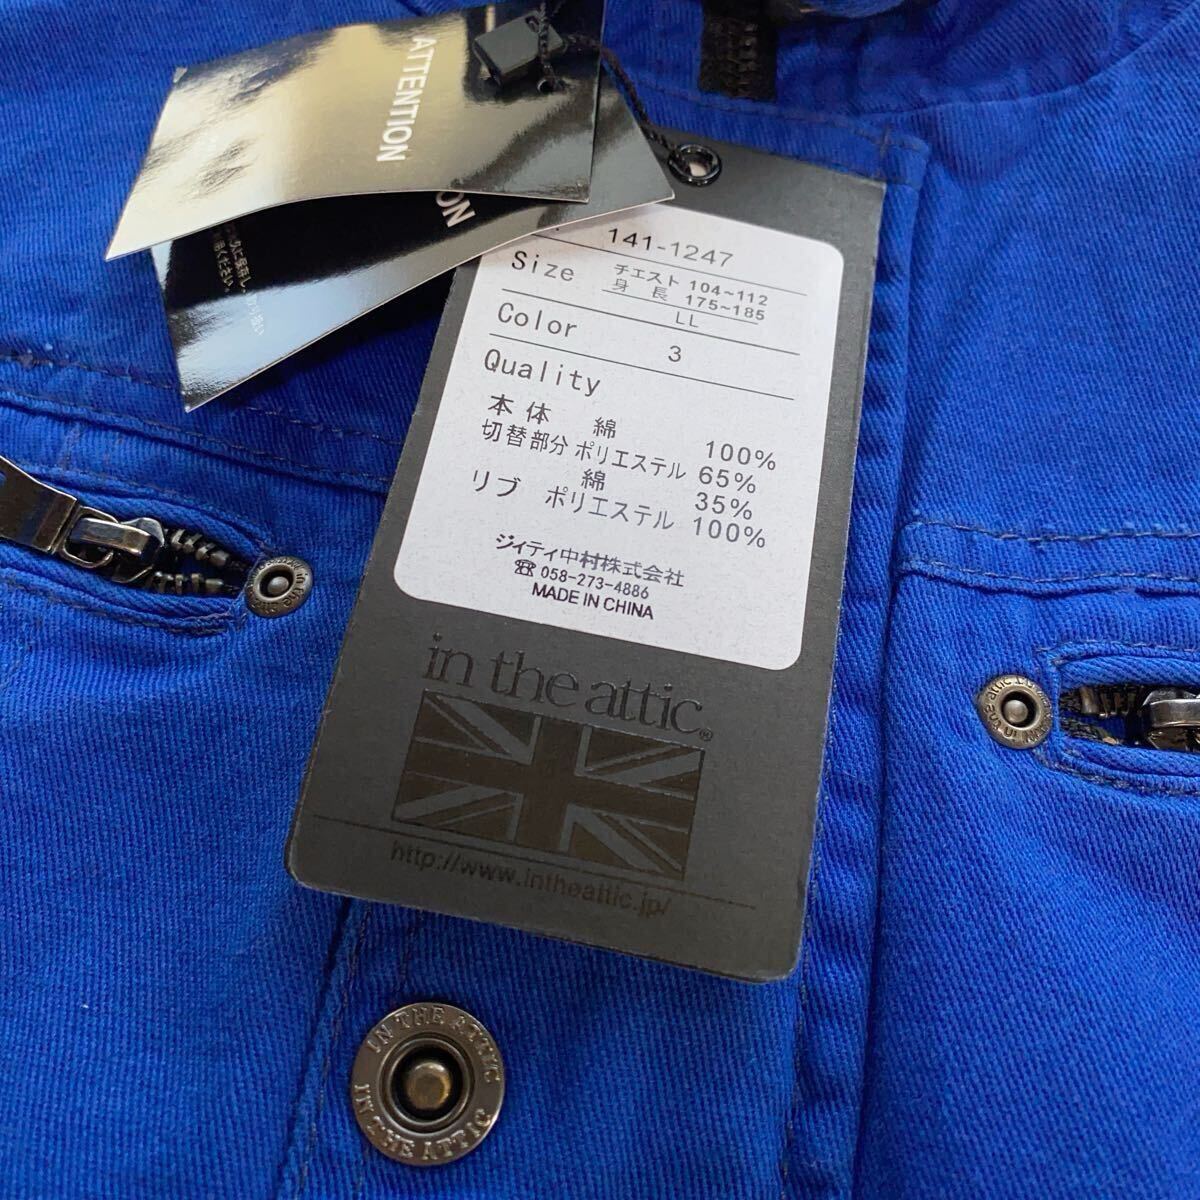 ATTENTION
141-1247
Size
チェスト 104~112
身長 175~185
LL
Color
3
Quality
本体 綿 100%
切替部分 ポリエステル 65%
綿 35%
リブ ポリエステル 100%
ジィティ中村株式会社
☎ 058-273-4886
MADE IN CHINA
in the attic®
http://www.intheattic.jp/
IN THE ATTIC
IN THE ATTIC